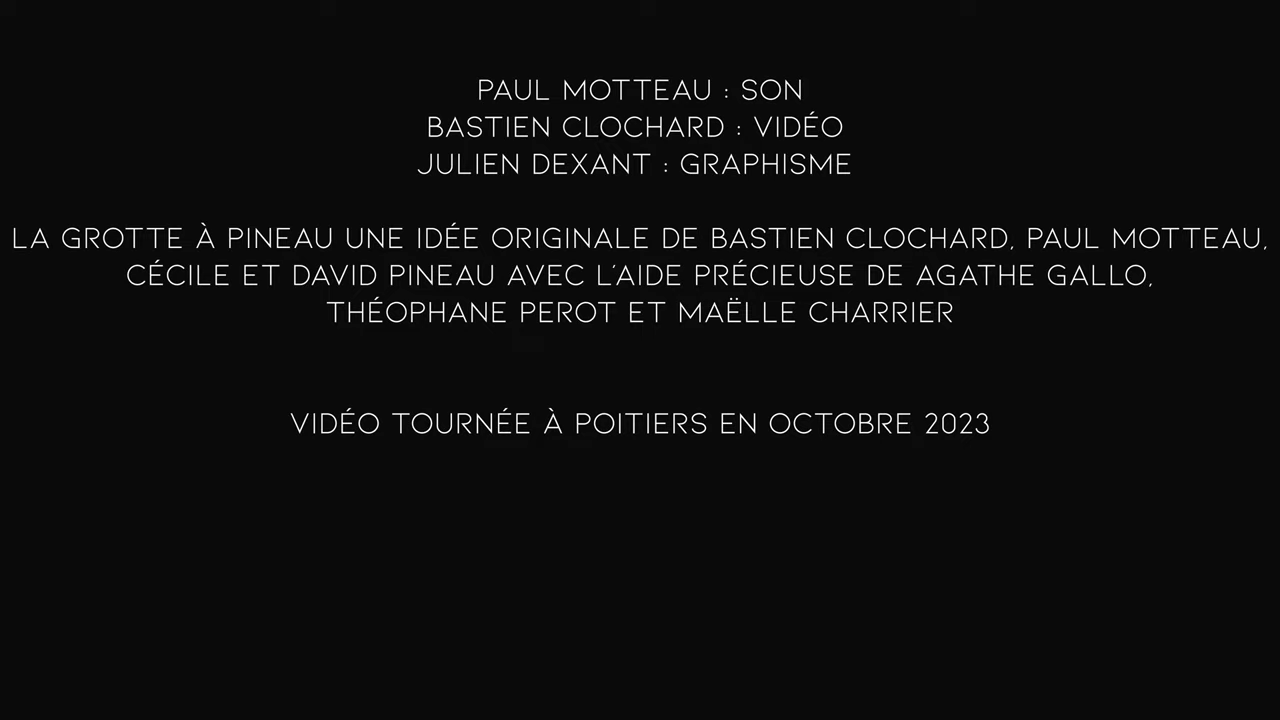 PAUL MOTTEAU : SON
BASTIEN CLOCHARD : VIDÉO
JULIEN DEXANT : GRAPHISME
LA GROTTE À PINEAU UNE IDÉE ORIGINALE DE BASTIEN CLOCHARD, PAUL MOTTEAU,
CÉCILE ET DAVID PINEAU AVEC L'AIDE PRÉCIEUSE DE AGATHE GALLO,
THÉOPHANE PEROT ET MAËLLE CHARRIER
VIDÉO TOURNÉE À POITIERS EN OCTOBRE 2023